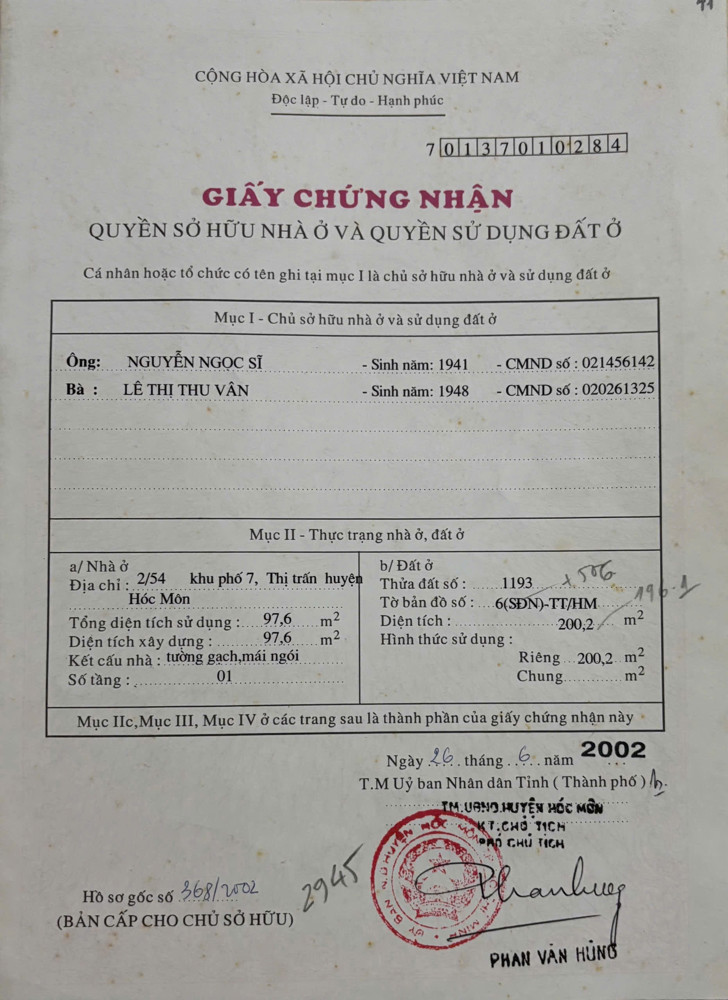 11
CỘNG HÒA XÃ HỘI CHỦ NGHĨA VIỆT NAM
Độc lập - Tự do - Hạnh phúc
7 0 1 3 7 0 1 0 2 8 4
GIẤY CHỨNG NHẬN
QUYỀN SỞ HỮU NHÀ Ở VÀ QUYỀN SỬ DỤNG ĐẤT Ở
Cá nhân hoặc tổ chức có tên ghi tại mục I là chủ sở hữu nhà ở và sử dụng đất ở
Mục I - Chủ sở hữu nhà ở và sử dụng đất ở
Ông: NGUYỄN NGỌC SĨ - Sinh năm: 1941 - CMND số : 021456142
Bà : LÊ THỊ THU VÂN - Sinh năm: 1948 - CMND số : 020261325
Mục II - Thực trạng nhà ở, đất ở
a/ Nhà ở
Địa chỉ : 2/54 khu phố 7, Thị trấn huyện
Hóc Môn
Tổng diện tích sử dụng : 97,6 m2
Diện tích xây dựng : 97,6 m2
Kết cấu nhà : tường gạch,mái ngói
Số tầng : 01
b/ Đất ở
Thửa đất số : 1193 506
Tờ bản đồ số : 6(SĐN)-TT/HM
Diện tích : 200,2 m2 196.1
Hình thức sử dụng :
Riêng 200,2 m2
Chung m2
Mục IIc,Mục III, Mục IV ở các trang sau là thành phần của giấy chứng nhận này
Ngày 26 tháng 6 năm 2002
T.M Uỷ ban Nhân dân Tỉnh ( Thành phố )
TM.UBND.HUYỆN HÓC MÔN
KT.CHỦ TỊCH
PHÓ CHỦ TỊCH
Hồ sơ gốc số 368/2002
2945
(BẢN CẤP CHO CHỦ SỞ HỮU)
PHAN VĂN HÙNG